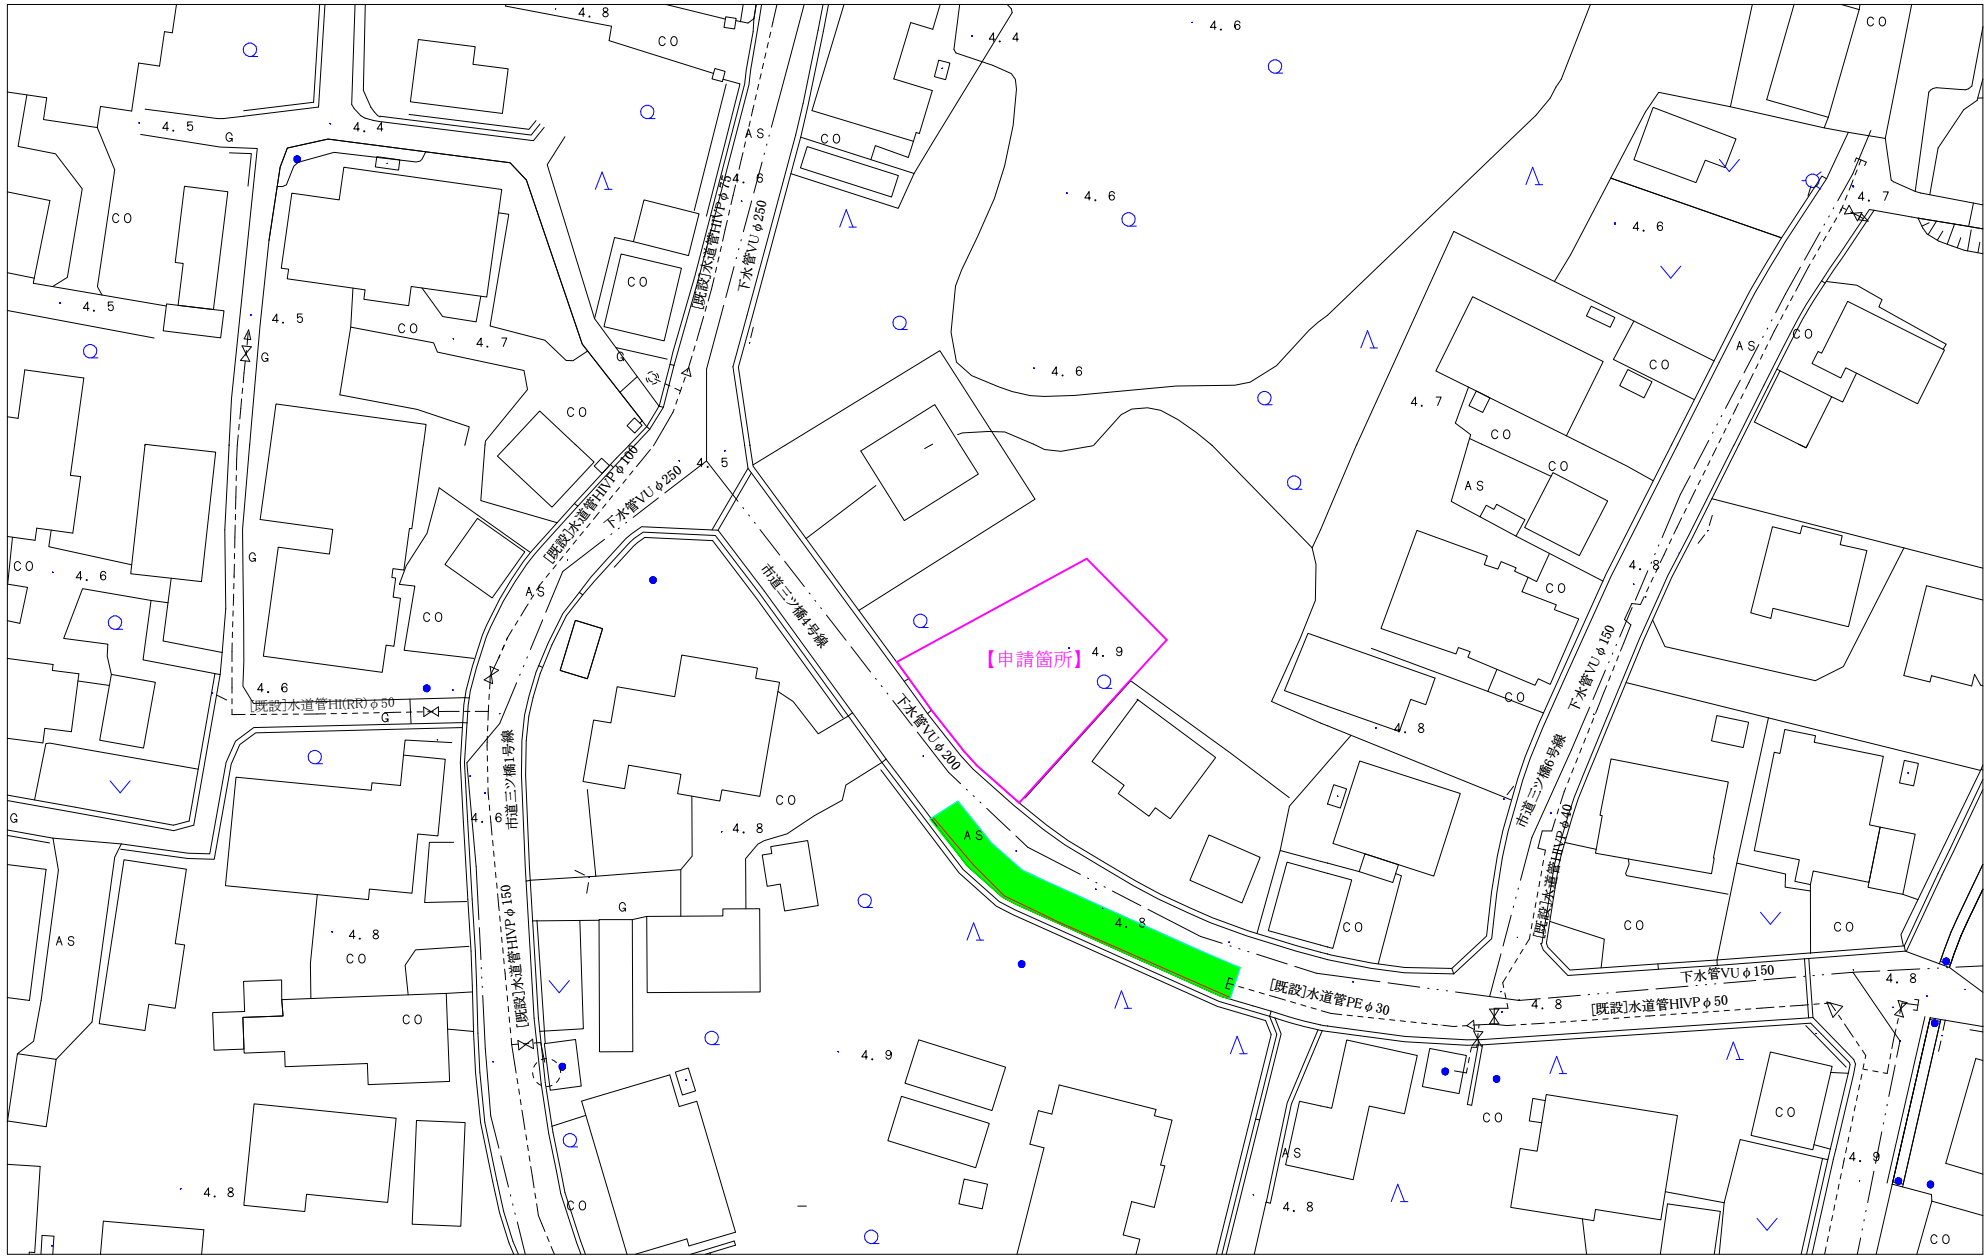 4.8
CO
4.6
4.4
CO
4.5
G
4.4
AS
CO
4.6
4.6
4.7
4.6
CO
[既設]水道管HIVPφ75
下水管VUφ250
CO
4.5
4.5
CO
G
4.7
G
4.6
AS
CO
CO
CO
4.7
CO
CO
AS
4.5
[既設]水道管HIVPφ100
下水管VUφ250
G
CO
4.6
AS
CO
市道三ツ橋4号線
4.8
CO
下水管VUφ150
【申請箇所】
4.9
4.6
[既設]水道管HI(RR)φ50
G
下水管VUφ200
CO
4.8
市道三ツ橋1号線
市道三ツ橋6号線
[既設]水道管HIVPφ40
G
4.6
CO
4.8
AS
4.8
G
AS
4.8
CO
[既設]水道管HIVPφ150
CO
CO
CO
下水管VUφ150
4.8
E
[既設]水道管PEφ30
4.8
[既設]水道管HIVPφ50
CO
4.9
CO
CO
AS
4.9
4.8
CO
4.8
CO